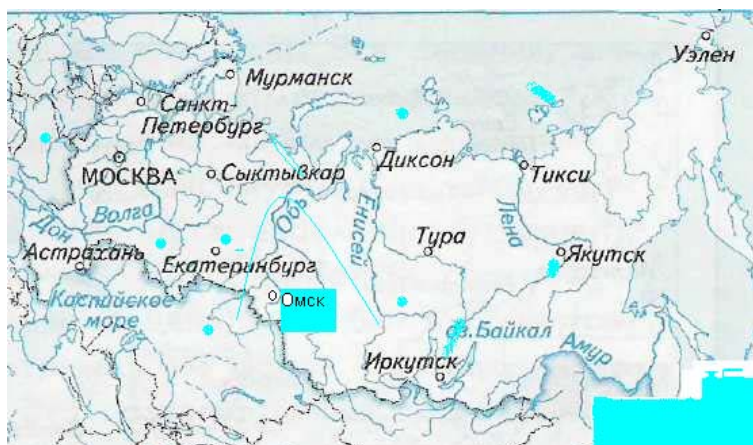 Уэлен
Мурманск
Санкт-
Петербург
МОСКВА
Сыктывкар
Диксон
Тикси
Волга
Обь
Енисей
Лена
Дон
Астрахань
Екатеринбург
Тура
Якутск
Каспийское
море
Омск
оз.Байкал
Иркутск
Амур